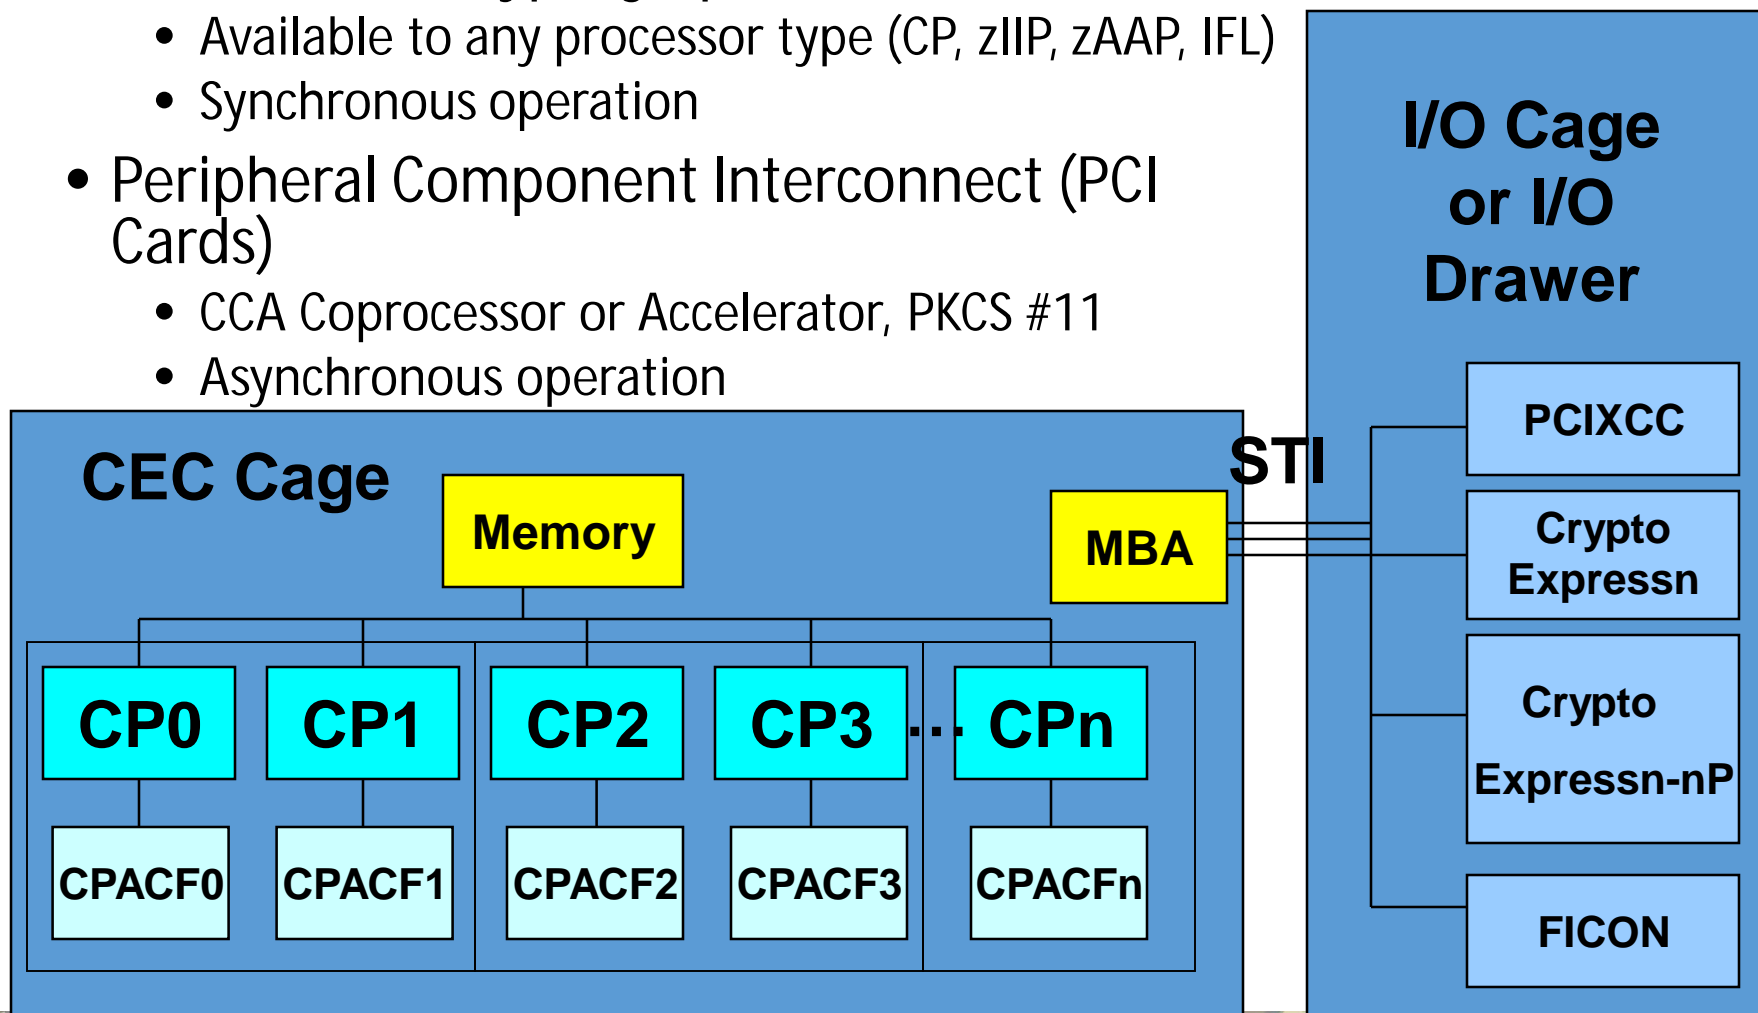 • Available to any processor type (CP, zIIP, zAAP, IFL)
• Synchronous operation
• Peripheral Component Interconnect (PCI
Cards)
• CCA Coprocessor or Accelerator, PKCS #11
• Asynchronous operation
I/O Cage
or I/O
Drawer
CEC Cage
Memory
MBA
STI
PCIXCC
Crypto
Expressn
Crypto
Expressn-nP
FICON
CP0 CP1 CP2 CP3 ... CPn
CPACF0 CPACF1 CPACF2 CPACF3 CPACFn